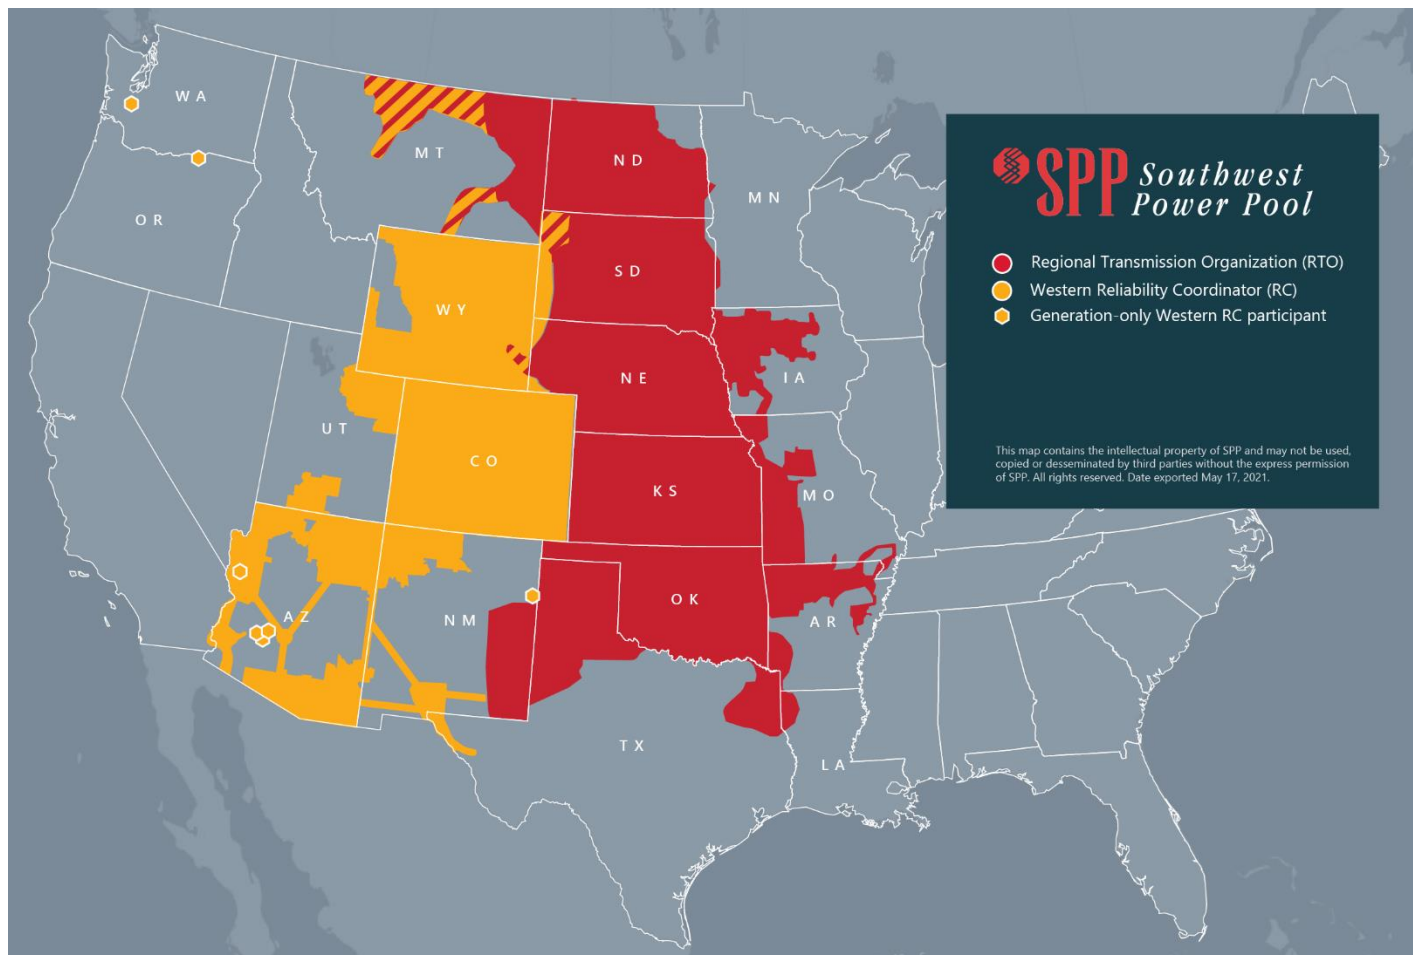 WA
MT
ND
MN
OR
SD
WY
IA
NE
UT
CO
KS
MO
AZ
NM
OK
AR
TX
LA
SPP Southwest
Power Pool
Regional Transmission Organization (RTO)
Western Reliability Coordinator (RC)
Generation-only Western RC participant
This map contains the intellectual property of SPP and may not be used,
copied or desseminated by third parties without the express permission
of SPP. All rights reserved. Date exported May 17, 2021.